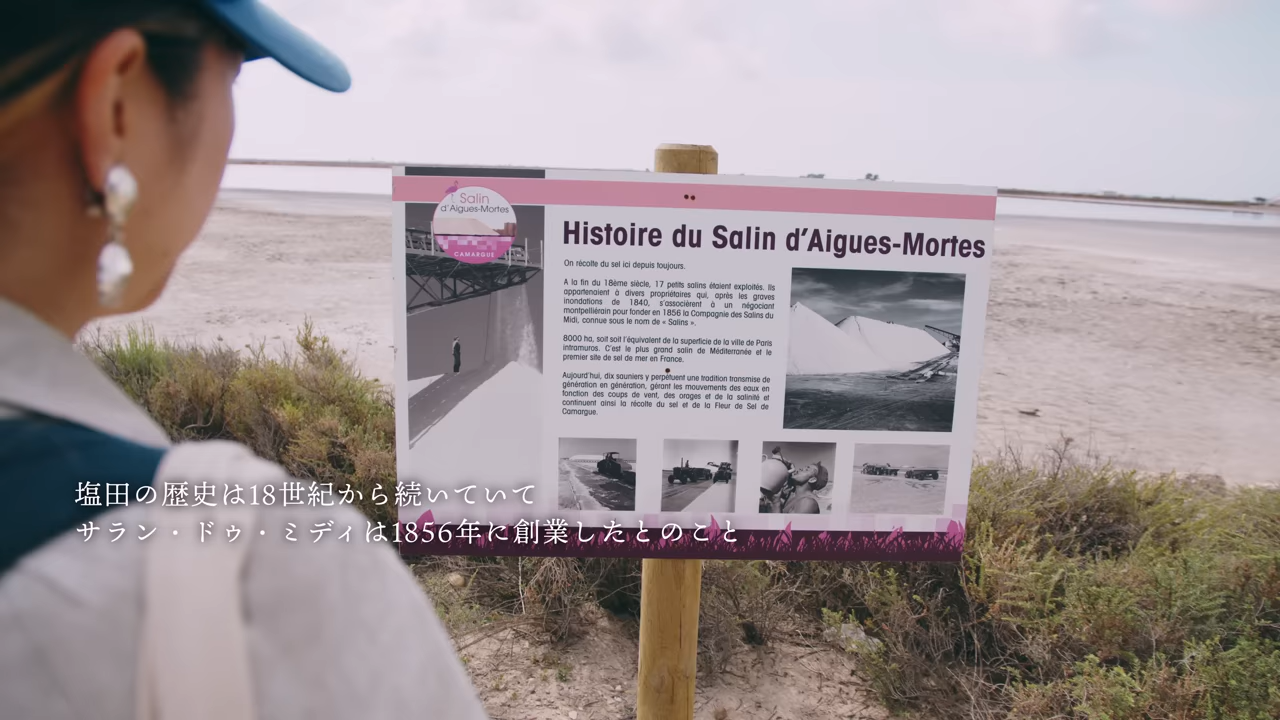 Salin
d'Aigues-Mortes
CAMARGUE
Histoire du Salin d'Aigues-Mortes
On récolte du sel ici depuis toujours.
A la fin du 18ème siècle, 17 petits salins étaient exploités. Ils
appartenaient à divers propriétaires qui, après les graves
inondations de 1840, s'associèrent à un négociant
montpelliérain pour fonder en 1856 la Compagnie des Salins du
Midi, connue sous le nom de « Salins ».
8000 ha, soit soit l'équivalent de la superficie de la ville de Paris
intramuros. C'est le plus grand salin de Méditerranée et le
premier site de sel de mer en France.
Aujourd'hui, dix sauniers y perpétuent une tradition transmise de
génération en génération, gérant les mouvements des eaux en
fonction des coups de vent, des orages et de la salinité et
continuent ainsi la récolte du sel et de la Fleur de Sel de
Camargue.
塩田の歴史は18世紀から続いていて
サラン・ドゥ・ミディは1856年に創業したとのこと